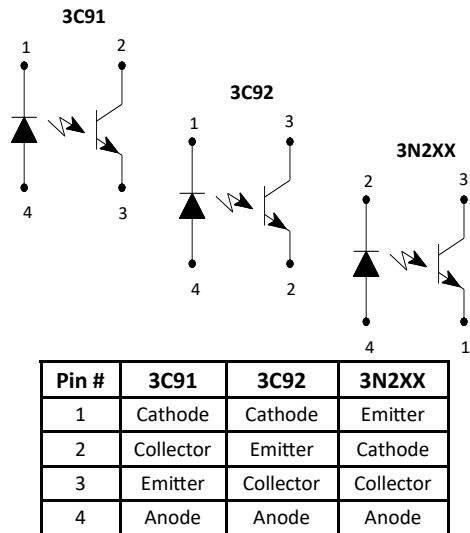 3C91
1 2
4 3
3C92
1 3
4 2
3N2XX
2 3
4 1
Pin # 3C91 3C92 3N2XX
1 Cathode Cathode Emitter
2 Collector Emitter Cathode
3 Emitter Collector Collector
4 Anode Anode Anode